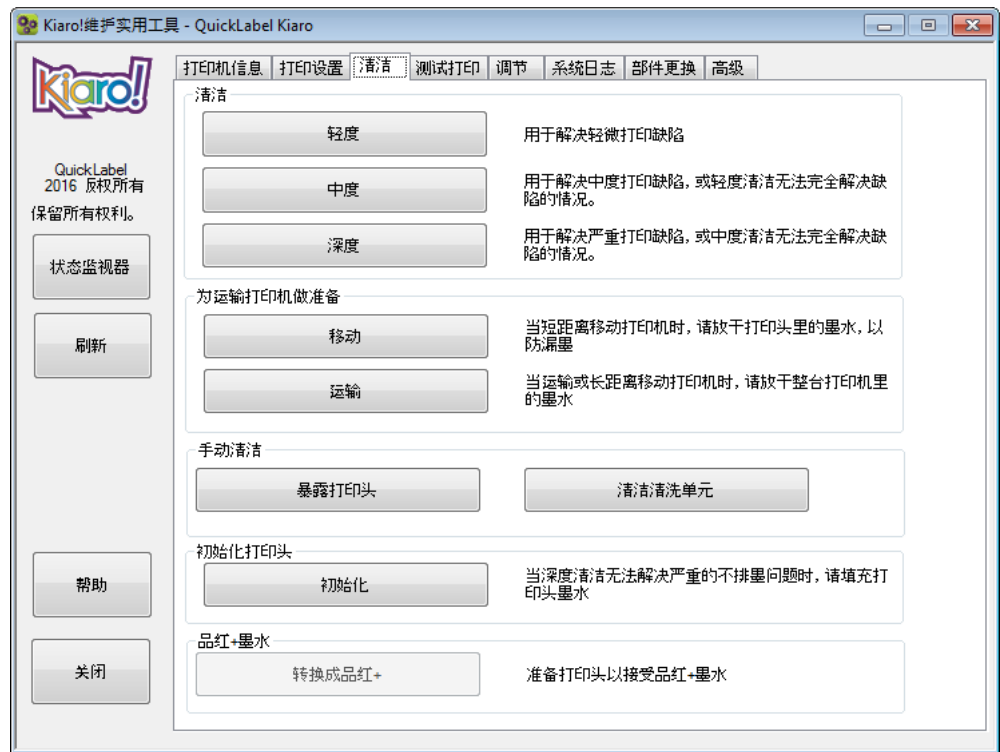 Kiaro!维护实用工具 - QuickLabel Kiaro
Kiaro!
QuickLabel
2016 版权所有
保留所有权利。
状态监视器
刷新
帮助
关闭
打印机信息 打印设置 清洁 测试打印 调节 系统日志 部件更换 高级
清洁
轻度
用于解决轻微打印缺陷
中度
用于解决中度打印缺陷, 或轻度清洁无法完全解决缺
陷的情况。
深度
用于解决严重打印缺陷, 或中度清洁无法完全解决缺
陷的情况。
为运输打印机做准备
移动
当短距离移动打印机时, 请放干打印头里的墨水, 以
防漏墨
运输
当运输或长距离移动打印机时, 请放干整台打印机里
的墨水
手动清洁
暴露打印头
清洁清洗单元
初始化打印头
初始化
当深度清洁无法解决严重的不排墨问题时, 请填充打
印头墨水
品红+墨水
转换成品红+
准备打印头以接受品红+墨水